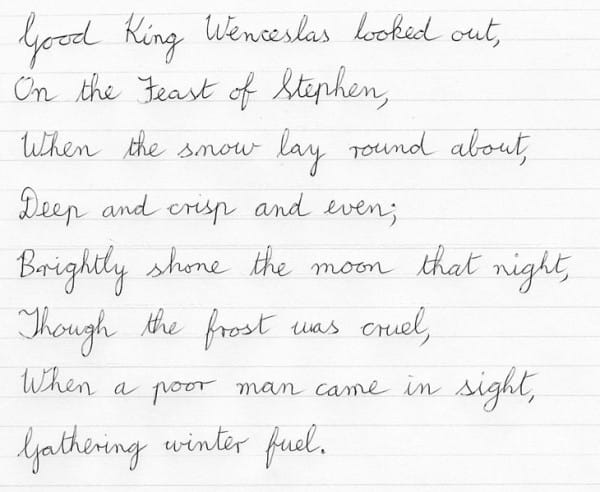 Good King Wenceslas looked out,
On the Feast of Stephen,
When the snow lay round about,
Deep and crisp and even;
Brightly shone the moon that night,
Though the frost was cruel,
When a poor man came in sight,
Gathering winter fuel.